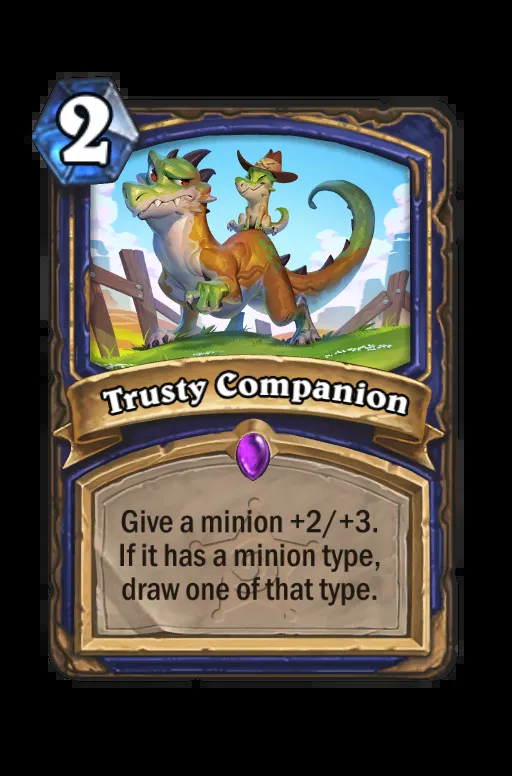 2
Trusty Companion
Give a minion +2/+3.
If it has a minion type,
draw one of that type.